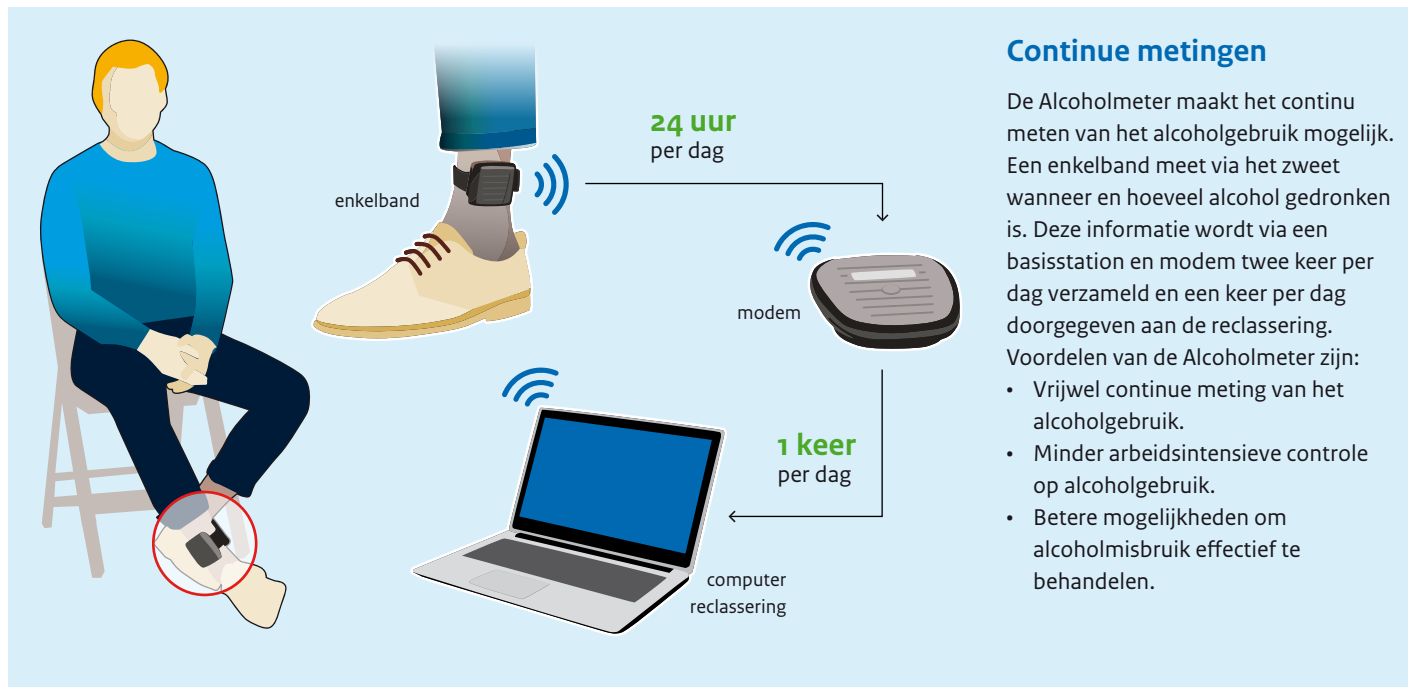 24 uur
per dag
enkelband
modem
1 keer
per dag
computer
reclassering
Continue metingen
De Alcoholmeter maakt het continu
meten van het alcoholgebruik mogelijk.
Een enkelband meet via het zweet
wanneer en hoeveel alcohol gedronken
is. Deze informatie wordt via een
basisstation en modem twee keer per
dag verzameld en een keer per dag
doorgegeven aan de reclassering.
Voordelen van de Alcoholmeter zijn:
• Vrijwel continue meting van het
alcoholgebruik.
• Minder arbeidsintensieve controle
op alcoholgebruik.
• Betere mogelijkheden om
alcoholmisbruik effectief te
behandelen.